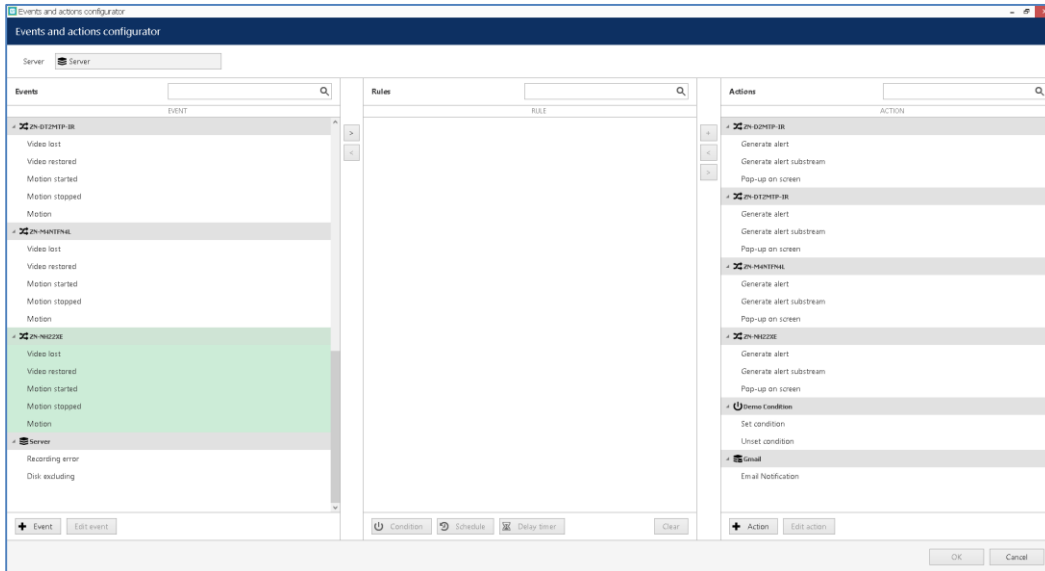 Events and actions configurator
Events and actions configurator
Server Server
Events
EVENT
ZN-DT2MTP-IR
Video lost
Video restored
Motion started
Motion stopped
Motion
ZN-M4NTFN4L
Video lost
Video restored
Motion started
Motion stopped
Motion
ZN-NH22XE
Video lost
Video restored
Motion started
Motion stopped
Motion
Server
Recording error
Disk excluding
Event Edit event
Rules
RULE
> <
Condition Schedule Delay timer Clear
+ < >
Actions
ACTION
ZN-D2MTP-IR
Generate alert
Generate alert substream
Pop-up on screen
ZN-DT2MTP-IR
Generate alert
Generate alert substream
Pop-up on screen
ZN-M4NTFN4L
Generate alert
Generate alert substream
Pop-up on screen
ZN-NH22XE
Generate alert
Generate alert substream
Pop-up on screen
Demo Condition
Set condition
Unset condition
Gmail
Email Notification
Action Edit action
OK Cancel